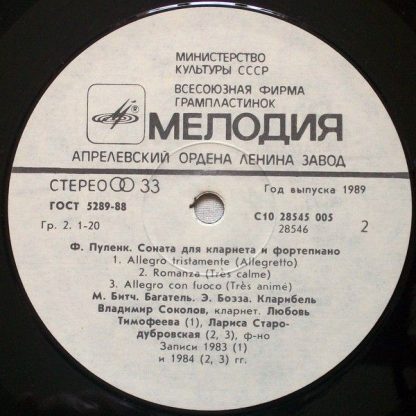 МИНИСТЕРСТВО
КУЛЬТУРЫ СССР
ВСЕСОЮЗНАЯ ФИРМА
ГРАМПЛАСТИНОК
МЕЛОДИЯ
АПРЕЛЕВСКИЙ ОРДЕНА ЛЕНИНА ЗАВОД
СТЕРЕО 33
Год выпуска 1989
ГОСТ 5289-88
С10 28545 005
Гр. 2. 1-20
28546
2
Ф. Пуленк. Соната для кларнета и фортепиано
1. Allegro tristamente (Allegretto)
2. Romanza (Très calme)
3. Allegro con fuoco (Très animé)
М. Битч. Багатель. Э. Бозза. Кларибель
Владимир Соколов, кларнет. Любовь
Тимофеева (1), Лариса Старо-
дубровская (2, 3), ф-но
Записи 1983 (1)
и 1984 (2, 3) гг.